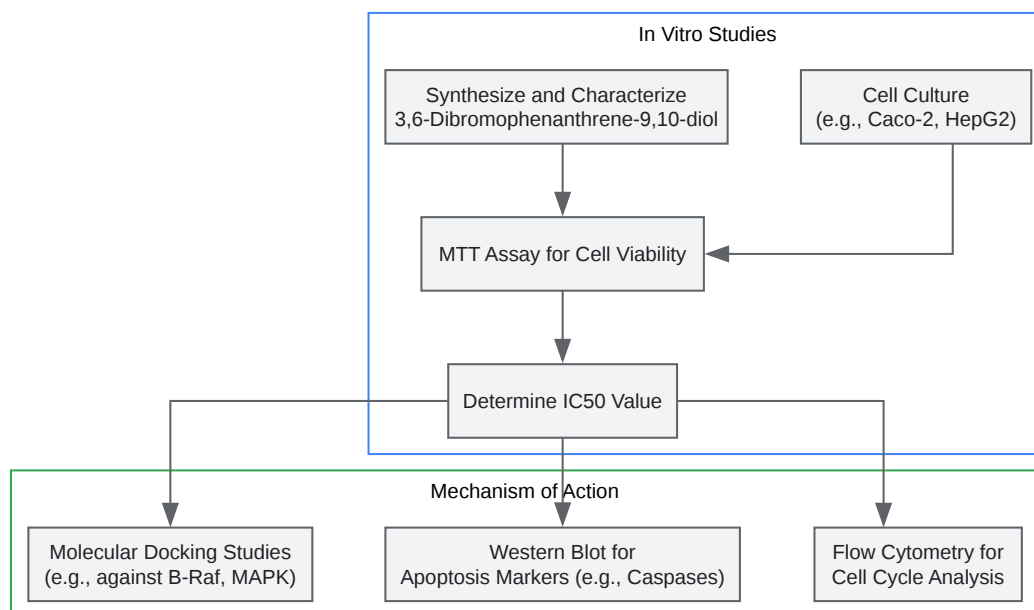 In Vitro Studies
Synthesize and Characterize
3,6-Dibromophenanthrene-9,10-diol
Cell Culture
(e.g., Caco-2, HepG2)
MTT Assay for Cell Viability
Determine IC50 Value
Mechanism of Action
Molecular Docking Studies
(e.g., against B-Raf, MAPK)
Western Blot for
Apoptosis Markers (e.g., Caspases)
Flow Cytometry for
Cell Cycle Analysis